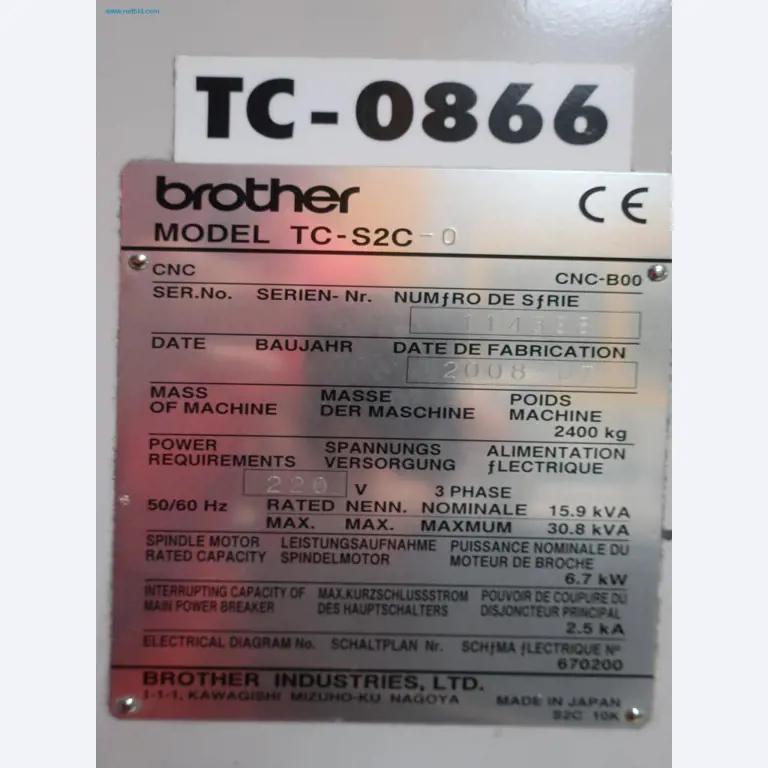 www.netbid.com
TC-0866
brother
CE
MODEL TC-S2C-0
CNC
CNC-B00
SER.No. SERIEN-Nr. NUMƒRO DE SƒRIE
DATE BAUJAHR DATE DE FABRICATION
2008
MASS MASSE POIDS
OF MACHINE DER MASCHINE MACHINE
2400 kg
POWER SPANNUNGS ALIMENTATION
REQUIREMENTS VERSORGUNG ƒLECTRIQUE
220 V 3 PHASE
50/60 Hz RATED NENN. NOMINALE 15.9 kVA
MAX. MAX. MAXMUM 30.8 kVA
SPINDLE MOTOR LEISTUNGSAUFNAHME PUISSANCE NOMINALE DU
RATED CAPACITY SPINDELMOTOR MOTEUR DE BROCHE
6.7 kW
INTERRUPTING CAPACITY OF MAX.KURZSCHLUSSSTROM POUVOIR DE COUPURE DU
MAIN POWER BREAKER DES HAUPTSCHALTERS DISJONCTEUR PRINCIPAL
2.5 kA
ELECTRICAL DIAGRAM No. SCHALTPLAN Nr. SCHƒMA ƒLECTRIQUE Nº
670200
BROTHER INDUSTRIES, LTD.
1-1-1, KAWAGISHI MIZUHO-KU NAGOYA MADE IN JAPAN
S2C 10K